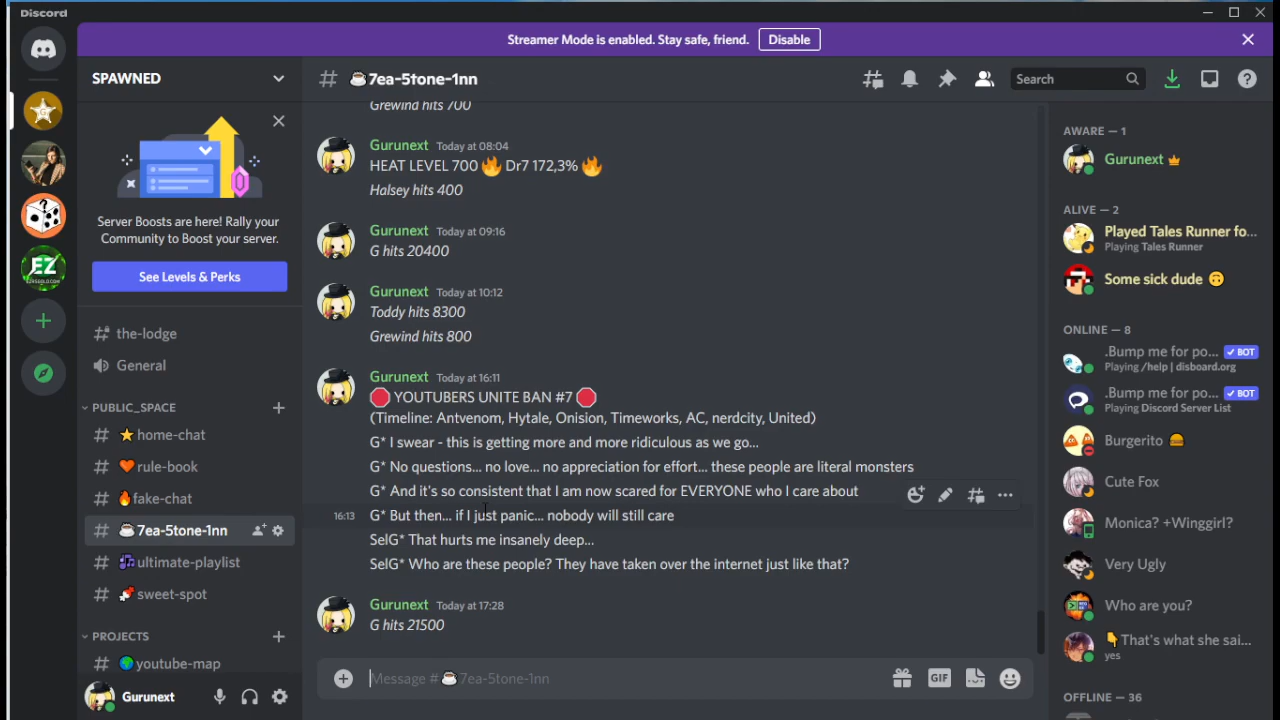 Discord
Streamer Mode is enabled. Stay safe, friend. Disable
SPAWNED
# ☕7ea-5tone-1nn
Search
Server Boosts are here! Rally your
Community to Boost your server.
See Levels & Perks
the-lodge
General
PUBLIC_SPACE
# ⭐home-chat
# 🧡rule-book
# 🔥fake-chat
# ☕7ea-5tone-1nn
# 🎶ultimate-playlist
# 🍬sweet-spot
PROJECTS
# 🌍youtube-map
Gurunext
Grewind hits 700
Gurunext Today at 08:04
HEAT LEVEL 700 🔥 Dr7 172,3% 🔥
Halsey hits 400
Gurunext Today at 09:16
G hits 20400
Gurunext Today at 10:12
Toddy hits 8300
Grewind hits 800
Gurunext Today at 16:11
🛑 YOUTUBERS UNITE BAN #7 🛑
(Timeline: Antvenom, Hytale, Onision, Timeworks, AC, nerdcity, United)
G* I swear - this is getting more and more ridiculous as we go...
G* No questions... no love... no appreciation for effort... these people are literal monsters
G* And it's so consistent that I am now scared for EVERYONE who I care about
16:13 G* But then... if I just panic... nobody will still care
SelG* That hurts me insanely deep...
SelG* Who are these people? They have taken over the internet just like that?
Gurunext Today at 17:28
G hits 21500
Message #☕7ea-5tone-1nn
GIF
AWARE — 1
Gurunext
ALIVE — 2
Played Tales Runner fo...
Playing Tales Runner
Some sick dude 🙃
ONLINE — 8
.Bump me for po... ✓ BOT
Playing /help | disboard.org
.Bump me for po... ✓ BOT
Playing Discord Server List
Burgerito 🍔
Cute Fox
Monica? +Winggirl?
Very Ugly
Who are you?
👇That's what she sai...
yes
OFFLINE — 36